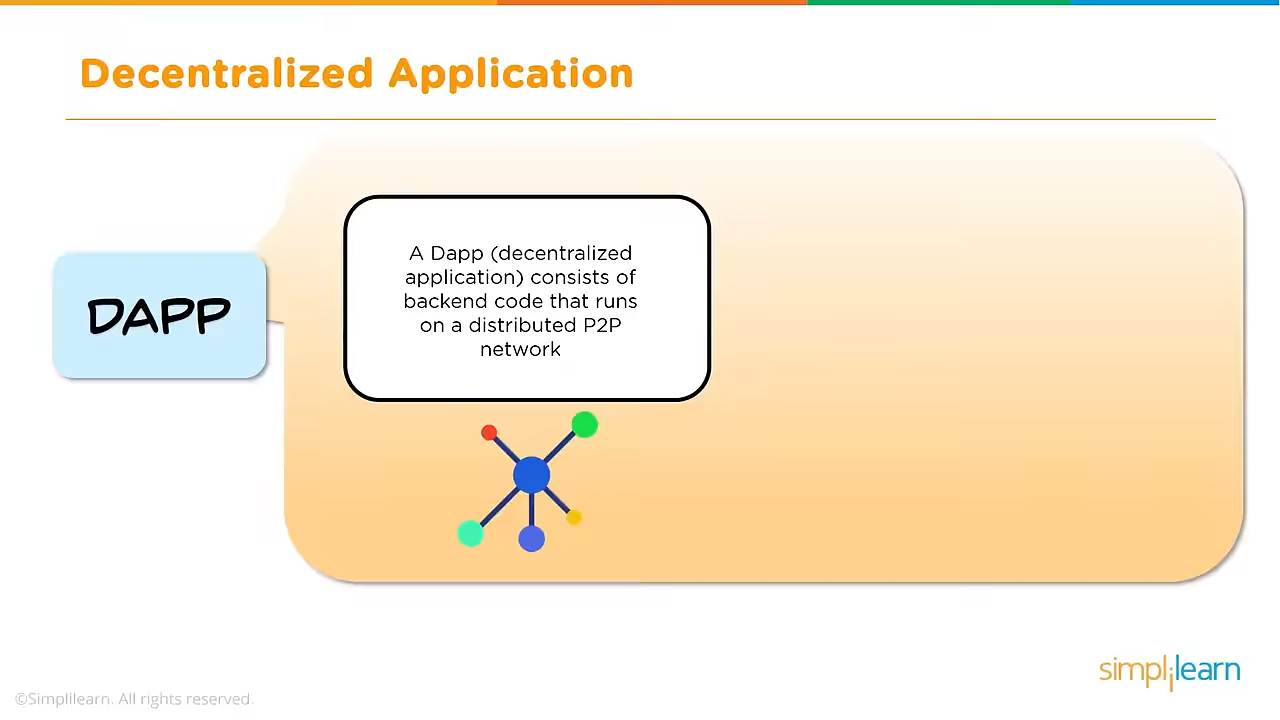 Decentralized Application
DAPP
A Dapp (decentralized
application) consists of
backend code that runs
on a distributed P2P
network
simplilearn
©Simplilearn. All rights reserved.